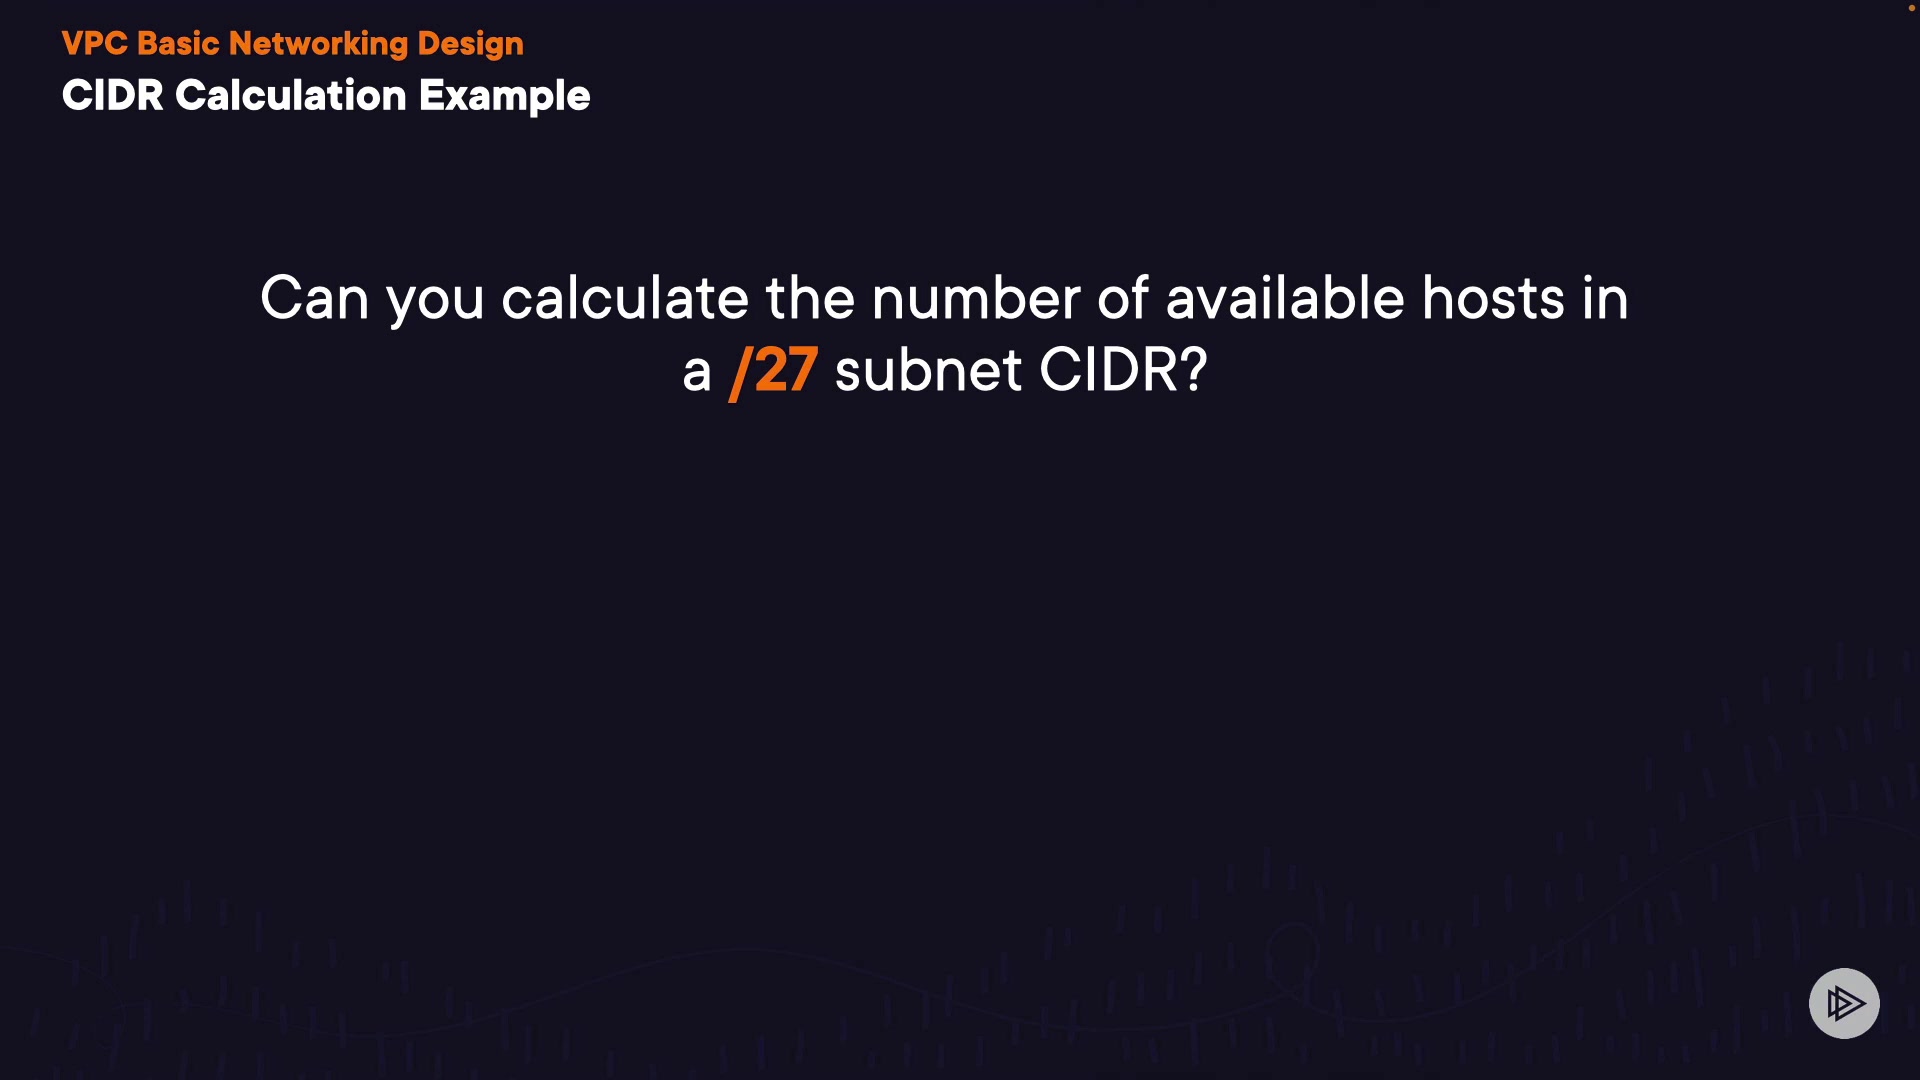 VPC Basic Networking Design
CIDR Calculation Example
Can you calculate the number of available hosts in
a /27 subnet CIDR?